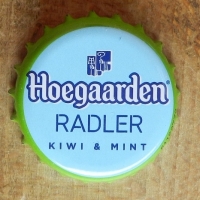 Hoegaarden
RADLER
KIWI & MINT